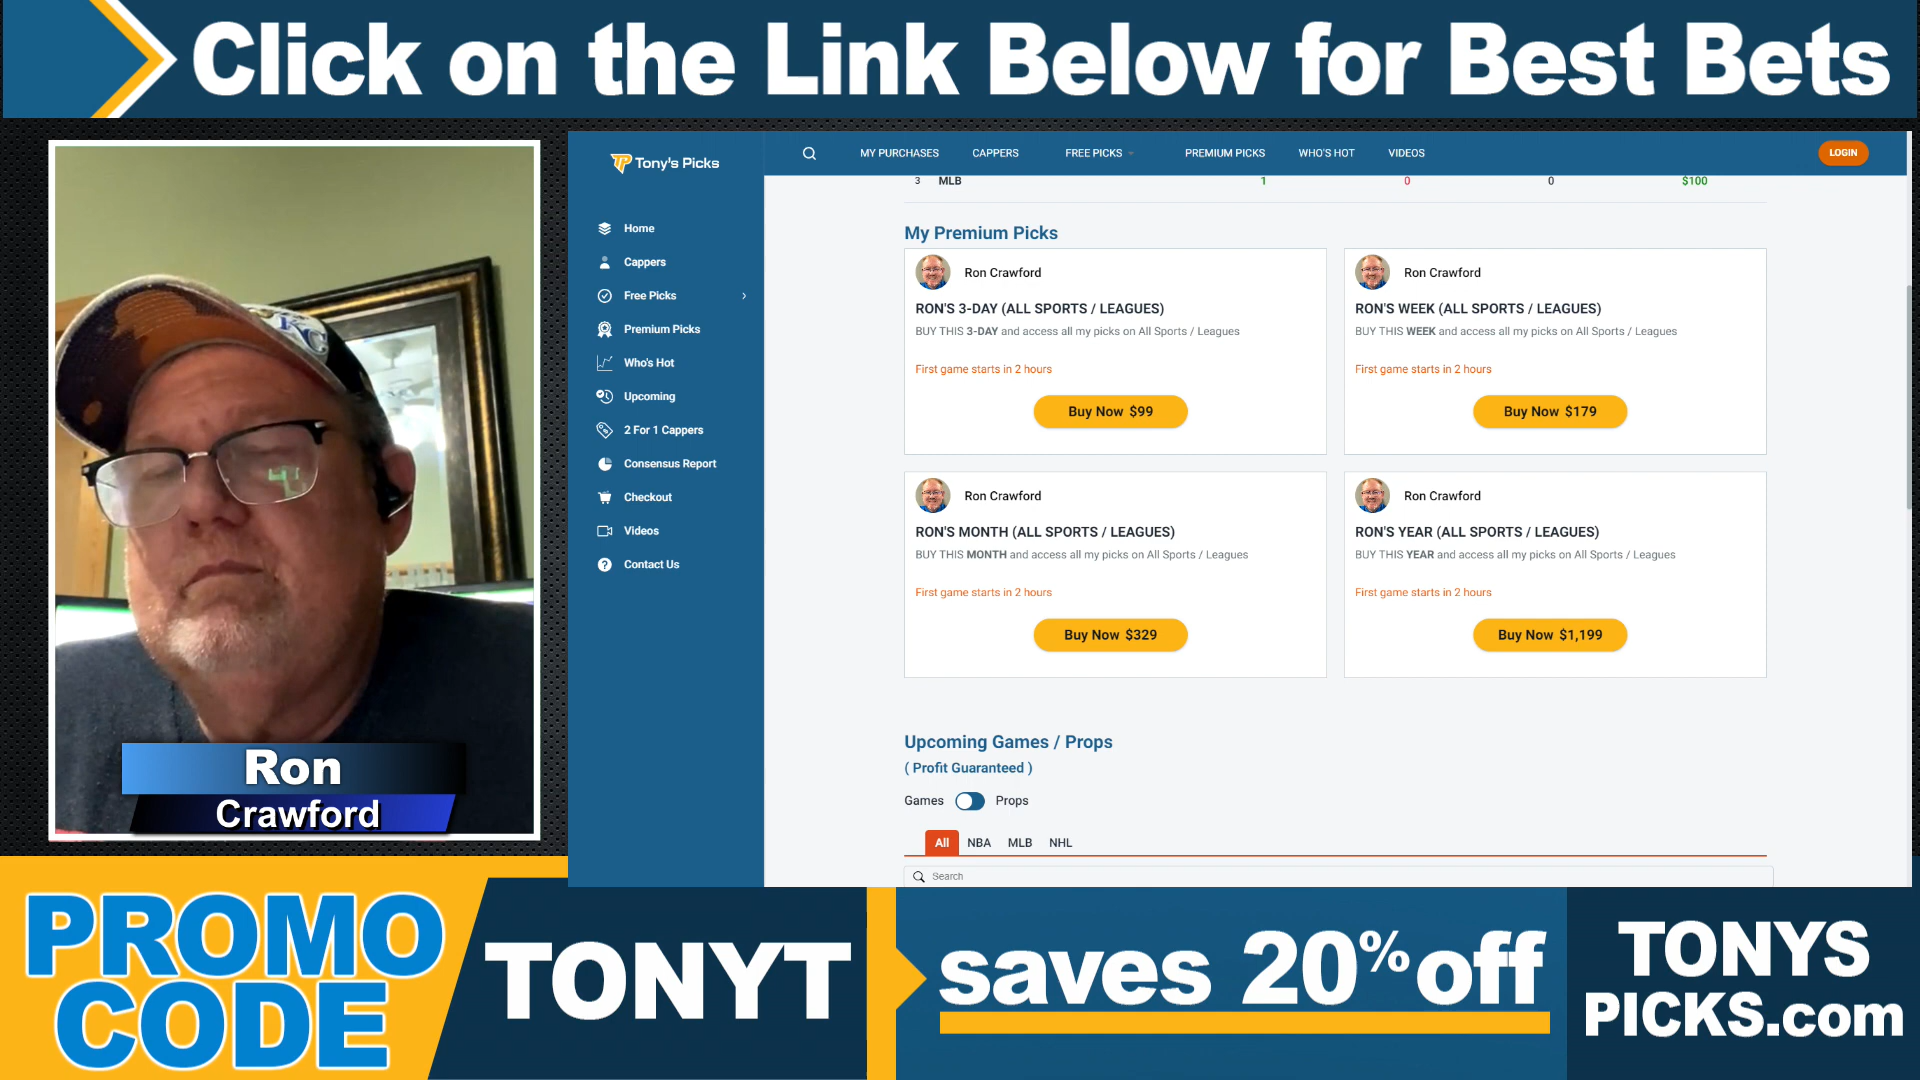 Click on the Link Below for Best Bets
Tony's Picks
MY PURCHASES
CAPPERS
FREE PICKS
PREMIUM PICKS
WHO'S HOT
VIDEOS
LOGIN
Home
Cappers
Free Picks
Premium Picks
Who's Hot
Upcoming
2 For 1 Cappers
Consensus Report
Checkout
Videos
Contact Us
3 MLB 1 0 0 $100
My Premium Picks
Ron Crawford
RON'S 3-DAY (ALL SPORTS / LEAGUES)
BUY THIS 3-DAY and access all my picks on All Sports / Leagues
First game starts in 2 hours
Buy Now $99
Ron Crawford
RON'S WEEK (ALL SPORTS / LEAGUES)
BUY THIS WEEK and access all my picks on All Sports / Leagues
First game starts in 2 hours
Buy Now $179
Ron Crawford
RON'S MONTH (ALL SPORTS / LEAGUES)
BUY THIS MONTH and access all my picks on All Sports / Leagues
First game starts in 2 hours
Buy Now $329
Ron Crawford
RON'S YEAR (ALL SPORTS / LEAGUES)
BUY THIS YEAR and access all my picks on All Sports / Leagues
First game starts in 2 hours
Buy Now $1,199
Upcoming Games / Props
( Profit Guaranteed )
Games Props
All NBA MLB NHL
Search
Ron
Crawford
PROMO
CODE
TONYT
saves 20% off
TONYS
PICKS.com